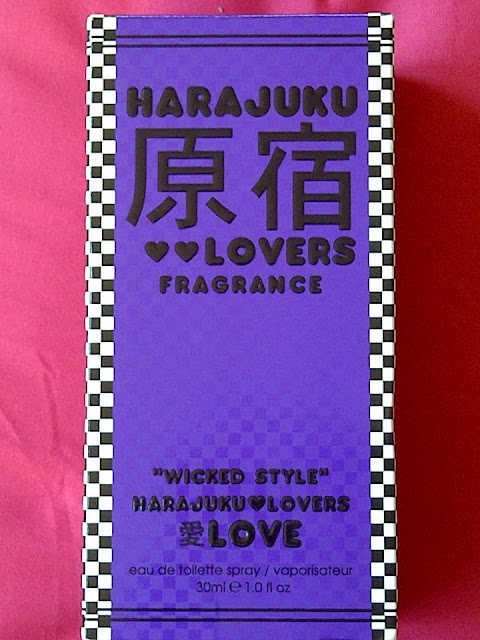 HARAJUKU
原宿
♥♥LOVERS
FRAGRANCE
"WICKED STYLE"
HARAJUKU♥LOVERS
愛LOVE
eau de toilette spray / vaporisateur
30ml ℮ 1.0 fl oz